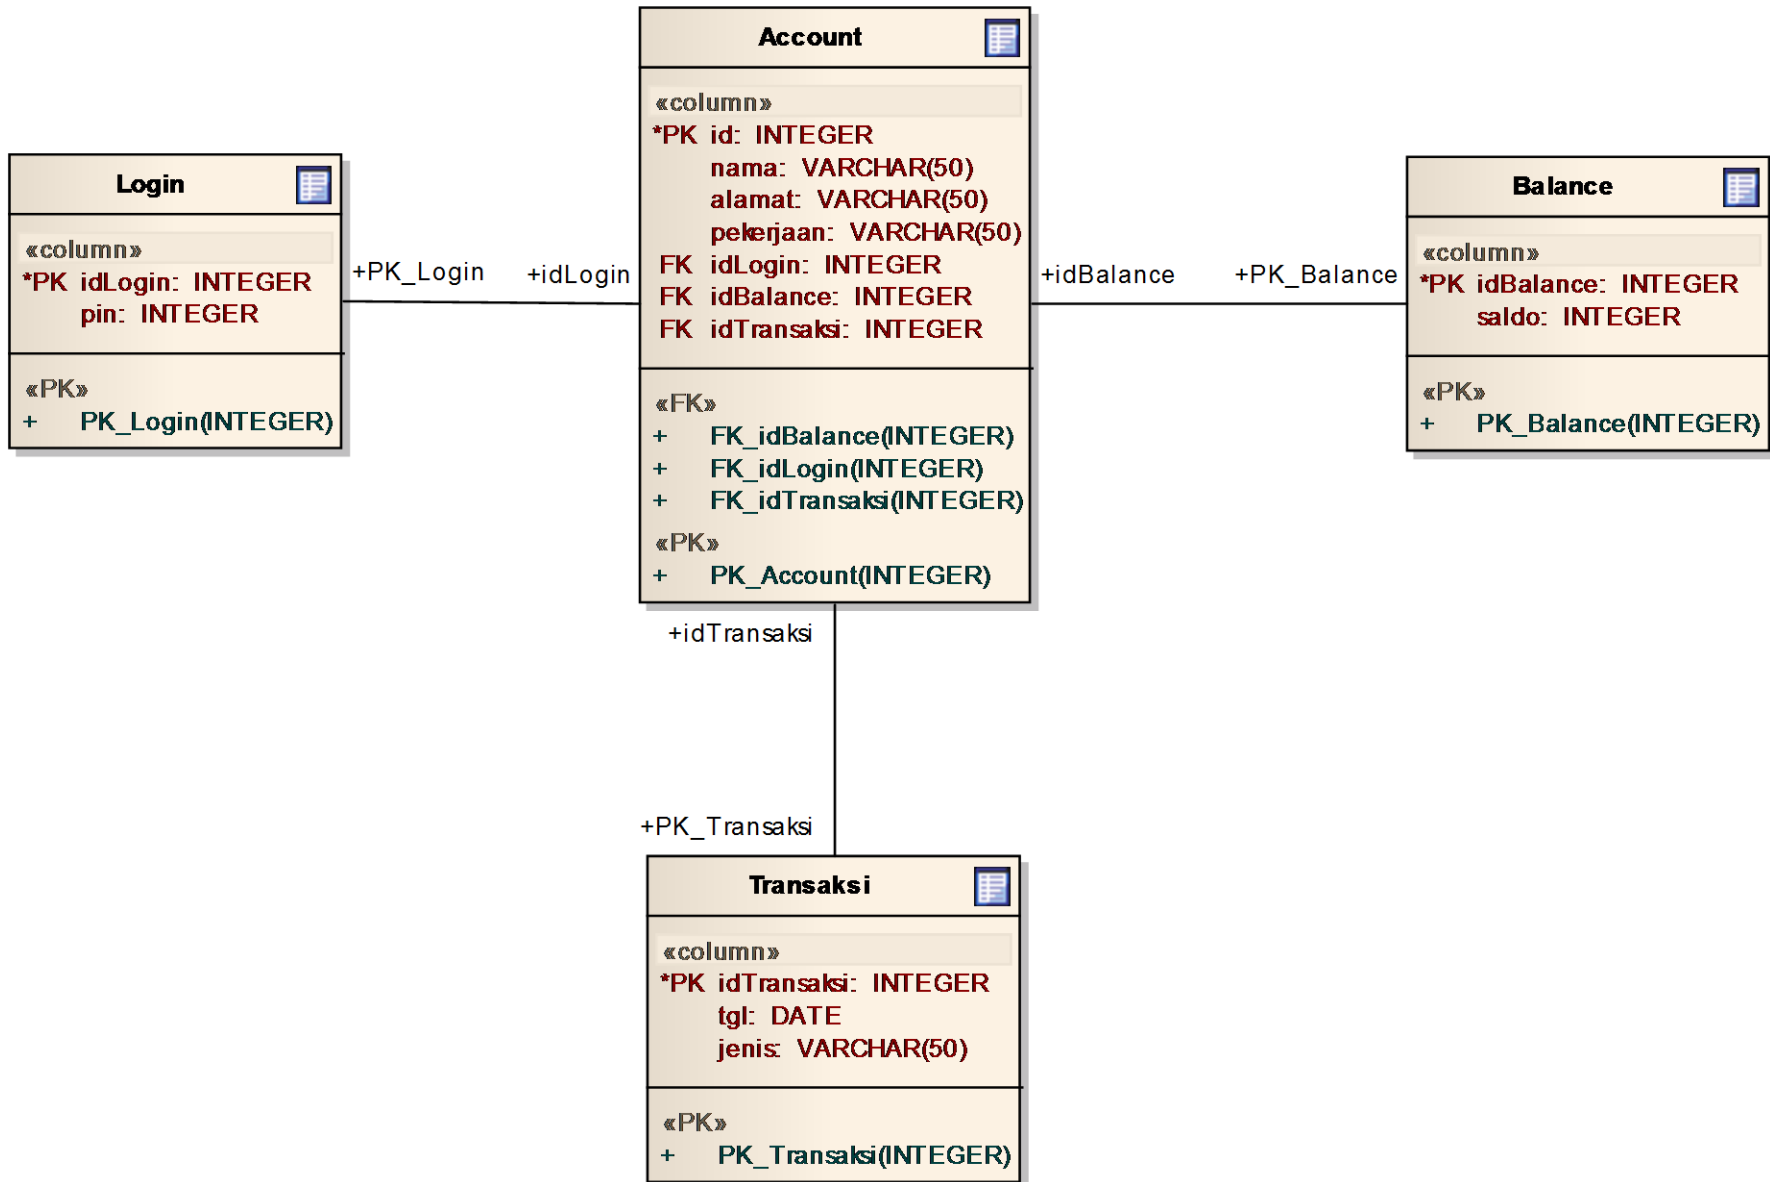 Account
«column»
*PK id: INTEGER
nama: VARCHAR(50)
alamat: VARCHAR(50)
pekerjaan: VARCHAR(50)
FK idLogin: INTEGER
FK idBalance: INTEGER
FK idTransaksi: INTEGER
«FK»
+ FK_idBalance(INTEGER)
+ FK_idLogin(INTEGER)
+ FK_idTransaksi(INTEGER)
«PK»
+ PK_Account(INTEGER)
Login
«column»
*PK idLogin: INTEGER
pin: INTEGER
«PK»
+ PK_Login(INTEGER)
+PK_Login
+idLogin
+idBalance
+PK_Balance
Balance
«column»
*PK idBalance: INTEGER
saldo: INTEGER
«PK»
+ PK_Balance(INTEGER)
+idTransaksi
+PK_Transaksi
Transaksi
«column»
*PK idTransaksi: INTEGER
tgl: DATE
jenis: VARCHAR(50)
«PK»
+ PK_Transaksi(INTEGER)